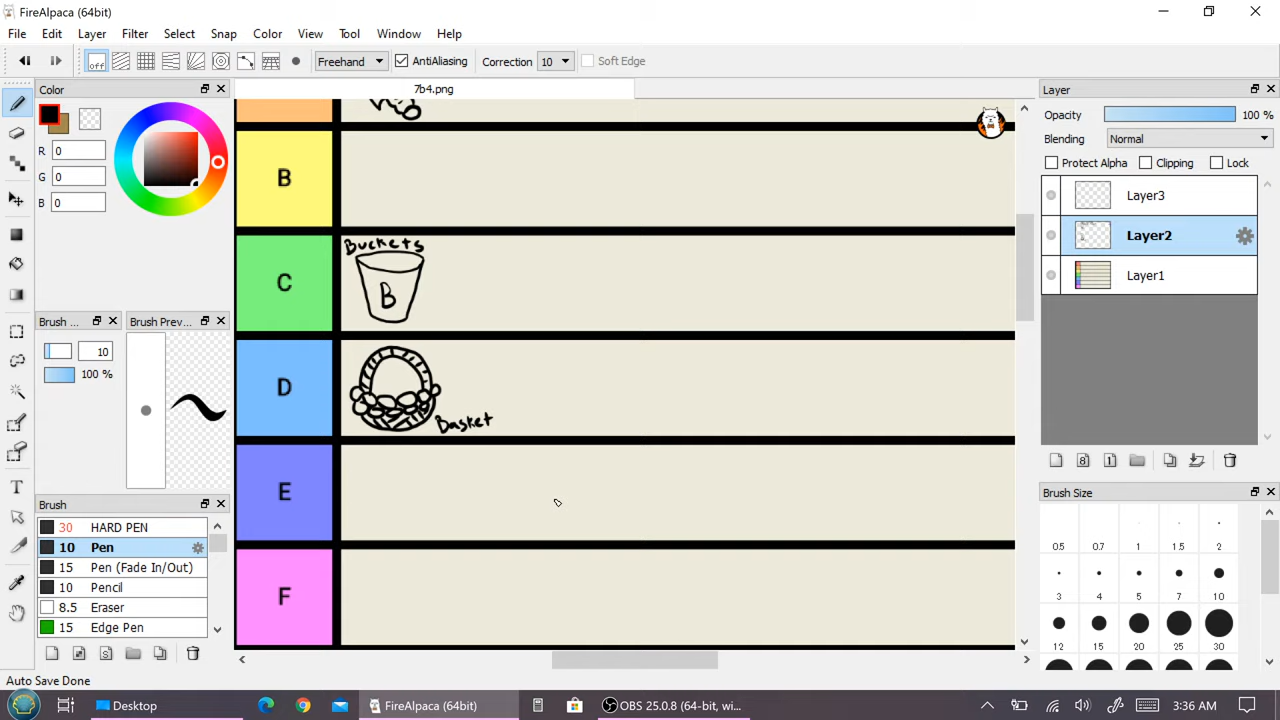 FireAlpaca (64bit)
File Edit Layer Filter Select Snap Color View Tool Window Help
off Freehand AntiAliasing Correction 10 Soft Edge
Color
R 0
G 0
B 0
Brush ...
10
100 %
Brush Prev...
Brush
30 HARD PEN
10 Pen
15 Pen (Fade In/Out)
10 Pencil
8.5 Eraser
15 Edge Pen
Auto Save Done
7b4.png
B
C
Buckets
B
D
Basket
E
F
Layer
Opacity 100 %
Blending Normal
Protect Alpha Clipping Lock
Layer3
Layer2
Layer1
8 1
Brush Size
0.5 0.7 1 1.5 2
3 4 5 7 10
12 15 20 25 30
Desktop
FireAlpaca (64bit)
OBS 25.0.8 (64-bit, wi...
3:36 AM